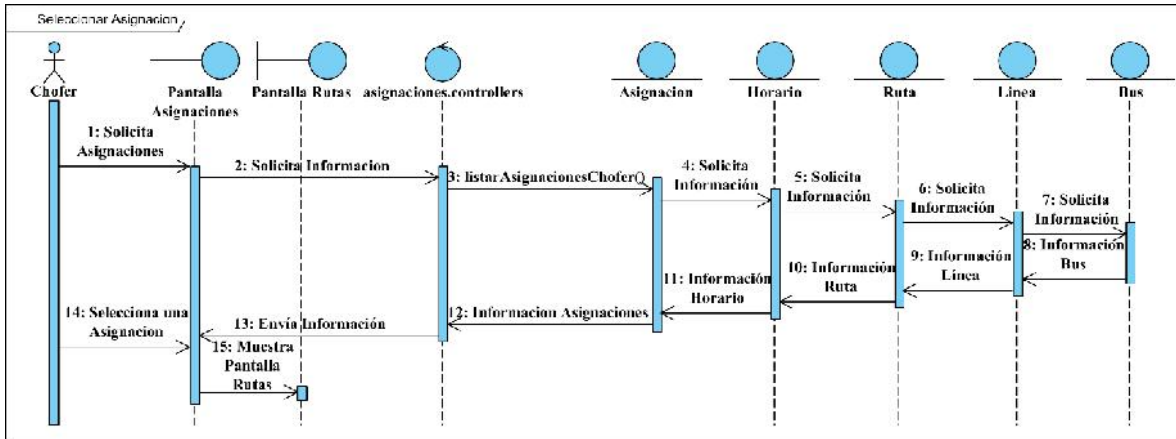 Seleccionar Asignacion
Chofer
Pantalla
Asignaciones
Pantalla Rutas
asignaciones.controllers
Asignacion
Horario
Ruta
Linea
Bus
1: Solicita
Asignaciones
2: Solicita Informacion
3: listarAsignacionesChofer()
4: Solicita
Información
5: Solicita
Información
6: Solicita
Información
7: Solicita
Información
8: Información
Bus
9: Información
Linea
10: Información
Ruta
11: Información
Horario
12: Informacion Asignaciones
13: Envía Información
14: Selecciona una
Asignacion
15: Muestra
Pantalla
Rutas